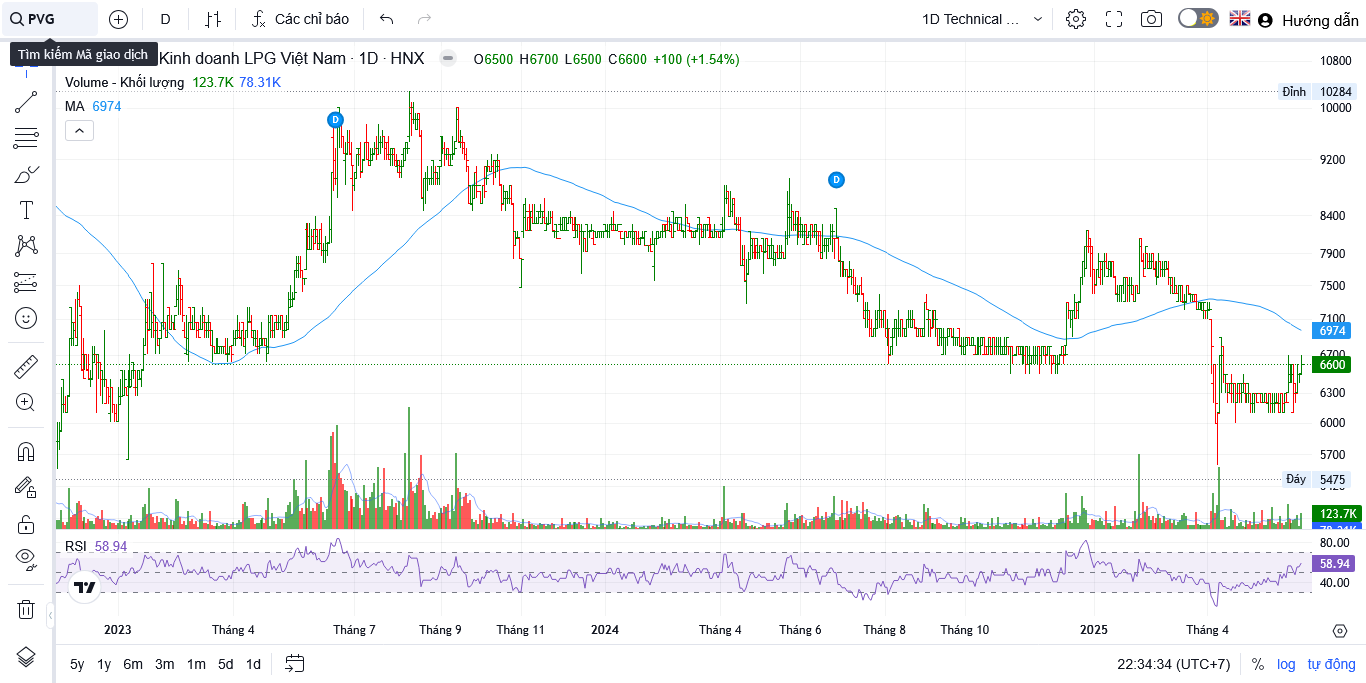 PVG
D
Các chỉ báo
1D Technical ...
Hướng dẫn
Tìm kiếm Mã giao dịch
Kinh doanh LPG Việt Nam · 1D · HNX
O6500 H6700 L6500 C6600 +100 (+1.54%)
Volume - Khối lượng 123.7K 78.31K
MA 6974
D
D
10800
Đỉnh 10284
10000
9200
8400
7900
7500
7100
6974
6700
6600
6300
6000
5700
Đáy 5475
123.7K
RSI 58.94
80.00
58.94
40.00
2023 Tháng 4 Tháng 7 Tháng 9 Tháng 11 2024 Tháng 4 Tháng 6 Tháng 8 Tháng 10 2025 Tháng 4
5y 1y 6m 3m 1m 5d 1d
22:34:34 (UTC+7) % log tự động